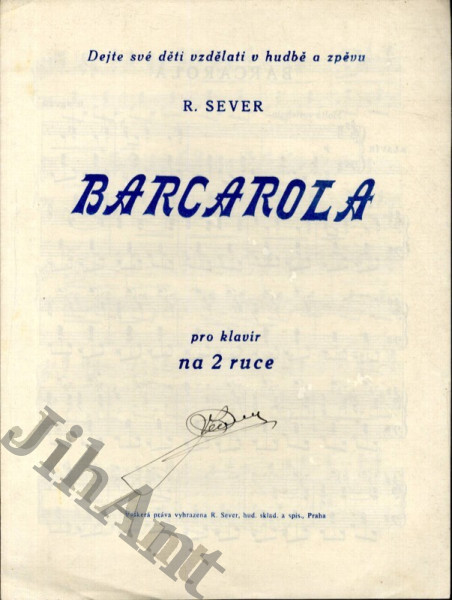 Dejte své děti vzdělati v hudbě a zpěvu
R. SEVER
BARCAROLA
pro klavír
na 2 ruce
JihAnt
Veškerá práva vyhrazena R. Sever, hud. sklad. a spis., Praha